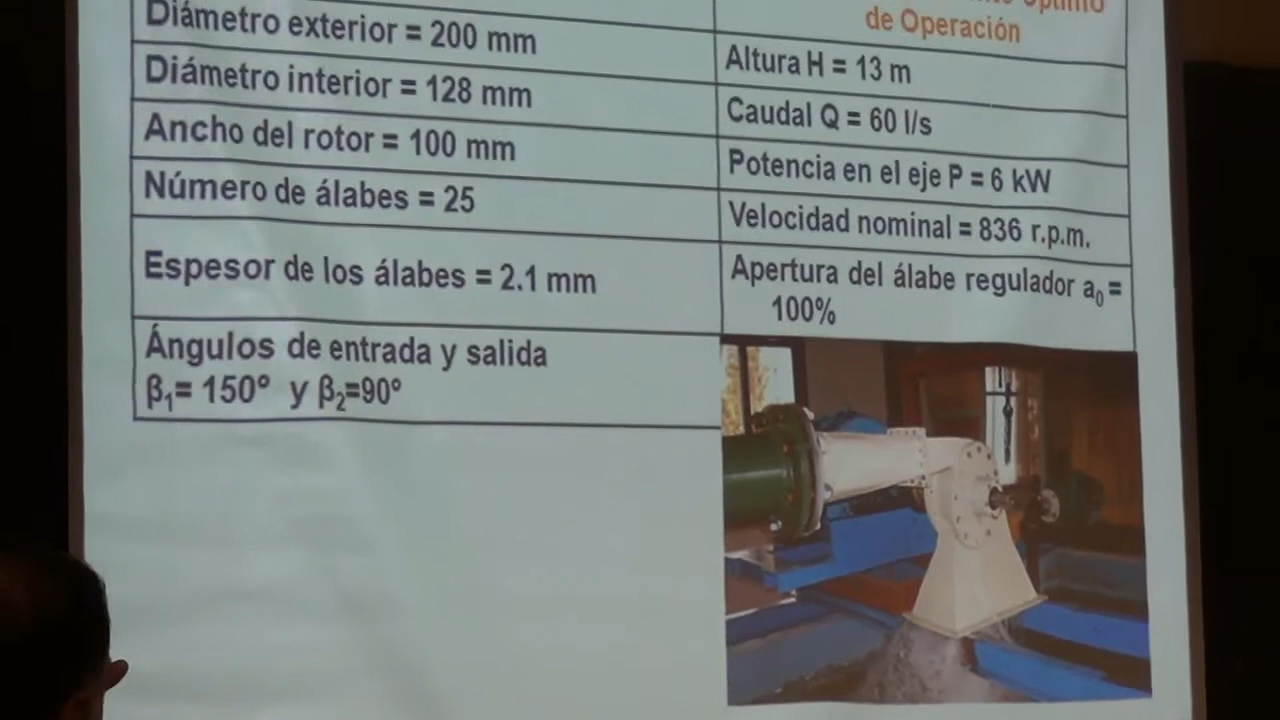 Diámetro exterior = 200 mm
Diámetro interior = 128 mm
Ancho del rotor = 100 mm
Número de álabes = 25
Espesor de los álabes = 2.1 mm
Ángulos de entrada y salida
β₁= 150° y β₂=90°
óptimo
de Operación
Altura H = 13 m
Caudal Q = 60 l/s
Potencia en el eje P = 6 kW
Velocidad nominal = 836 r.p.m.
Apertura del álabe regulador a₀ =
100%